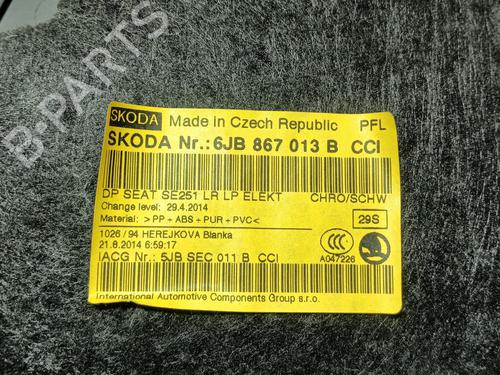 SKODA Made in Czech Republic PFL
SKODA Nr.: 6JB 867 013 B CCI
DP SEAT SE251 LR LP ELEKT CHRO/SCHW
Change level: 29.4.2014
Material: >PP+ABS+PUR+PVC< 29S
1026 / 94 HEREJKOVA Blanka
21.8.2014 6:59:17
CCC A047226
IACG Nr.: 5JB SEC 011 B CCI
International Automotive Components Group s.r.o.
B-PARTS